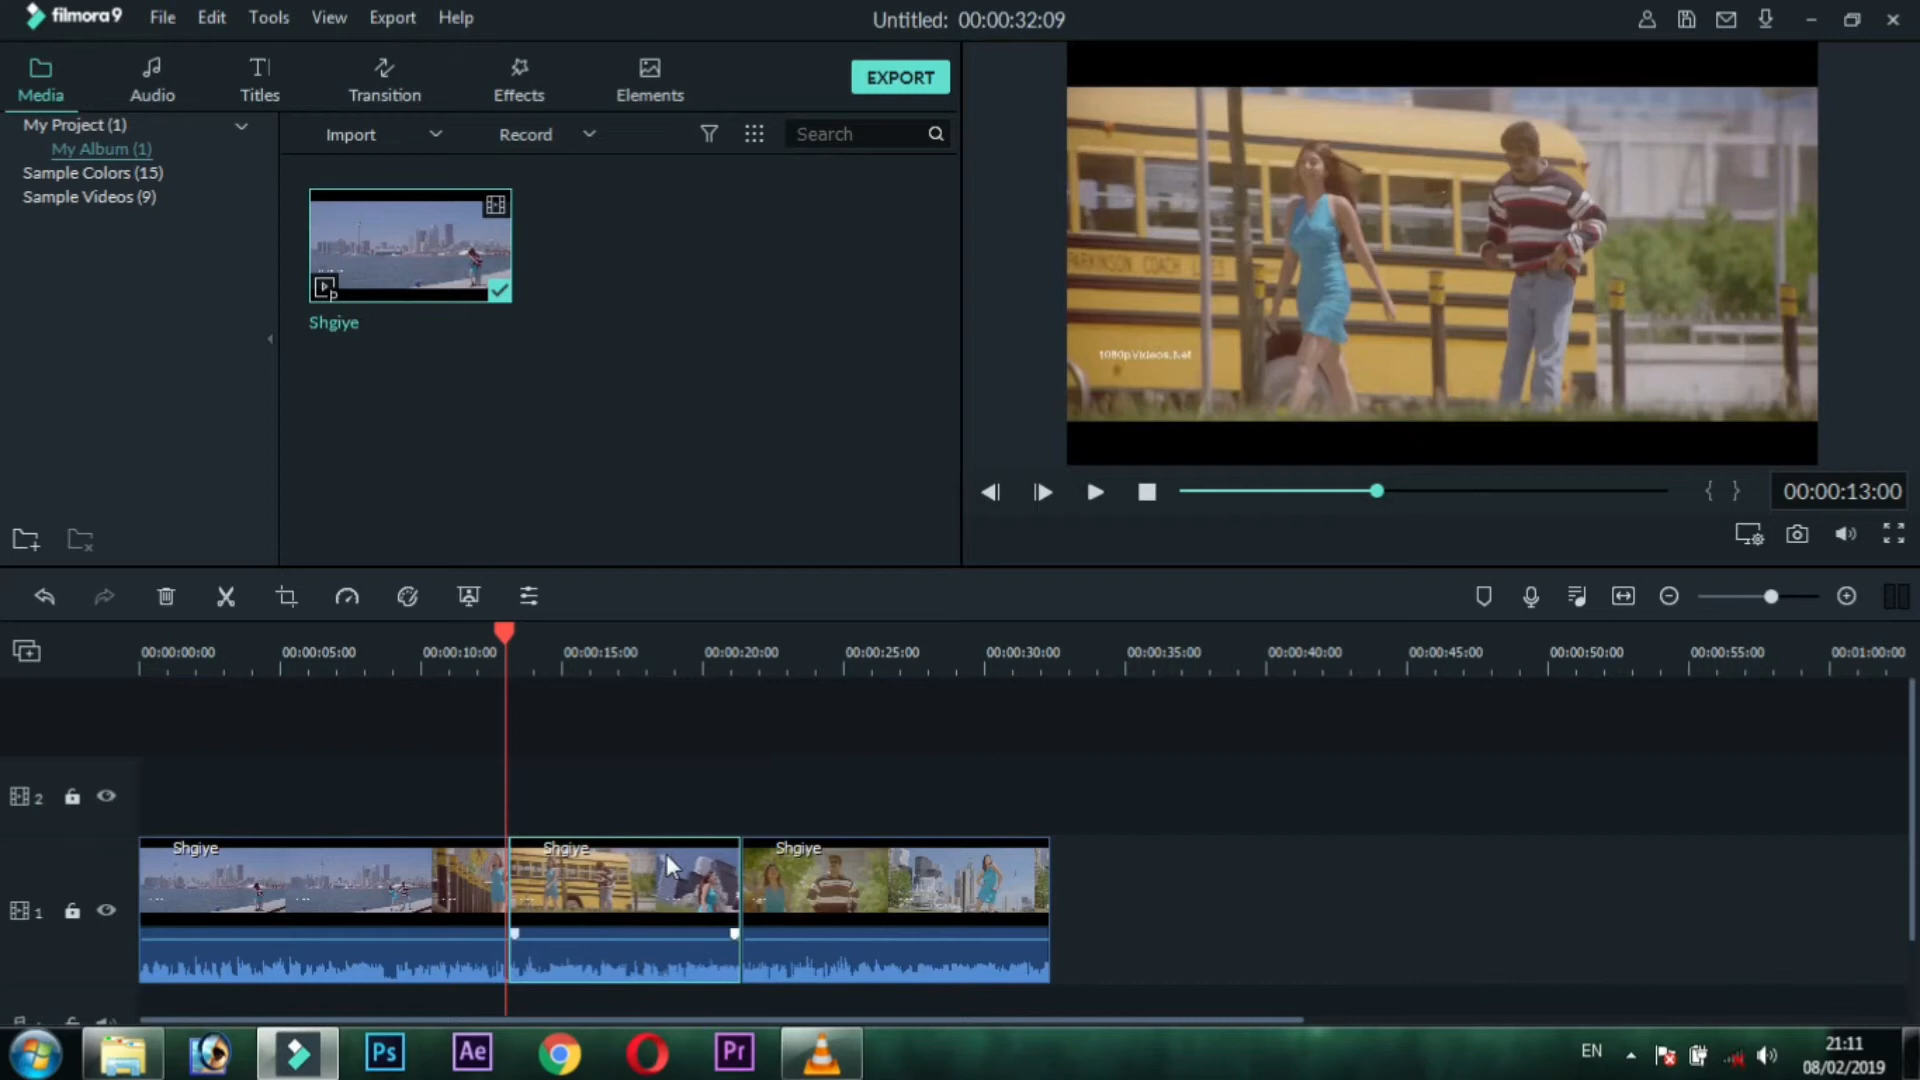 filmora9 File Edit Tools View Export Help Untitled: 00:00:32:09
Media Audio Titles Transition Effects Elements EXPORT
My Project (1)
My Album (1)
Sample Colors (15)
Sample Videos (9)
Import Record Search
Shgiye
PARKINSON COACH LINES
1080pVideos.Net
00:00:13:00
00:00:00:00 00:00:05:00 00:00:10:00 00:00:15:00 00:00:20:00 00:00:25:00 00:00:30:00 00:00:35:00 00:00:40:00 00:00:45:00 00:00:50:00 00:00:55:00 00:01:00:00
2
Shgiye Shgiye Shgiye
1
Ps Ae Pr EN 21:11
08/02/2019